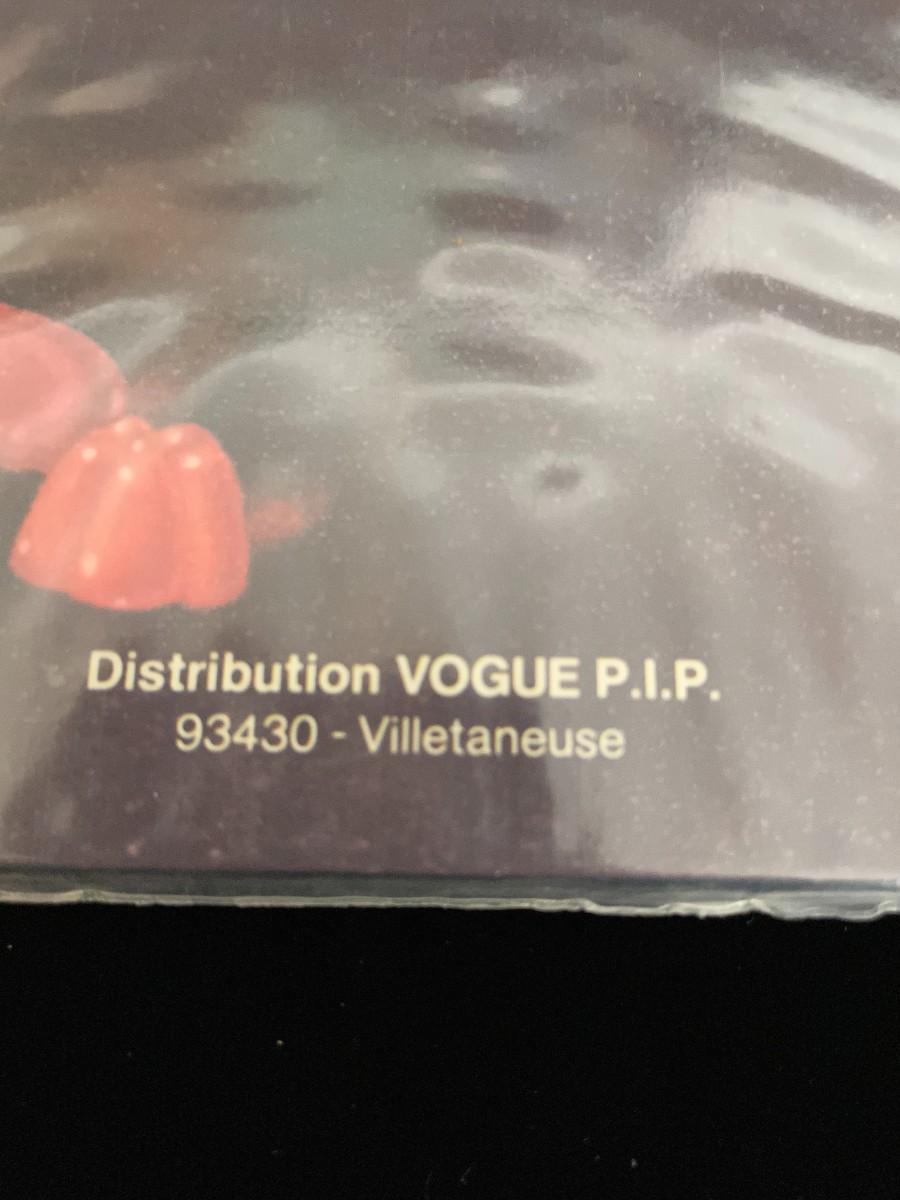 Distribution VOGUE P.I.P.
93430 - Villetaneuse